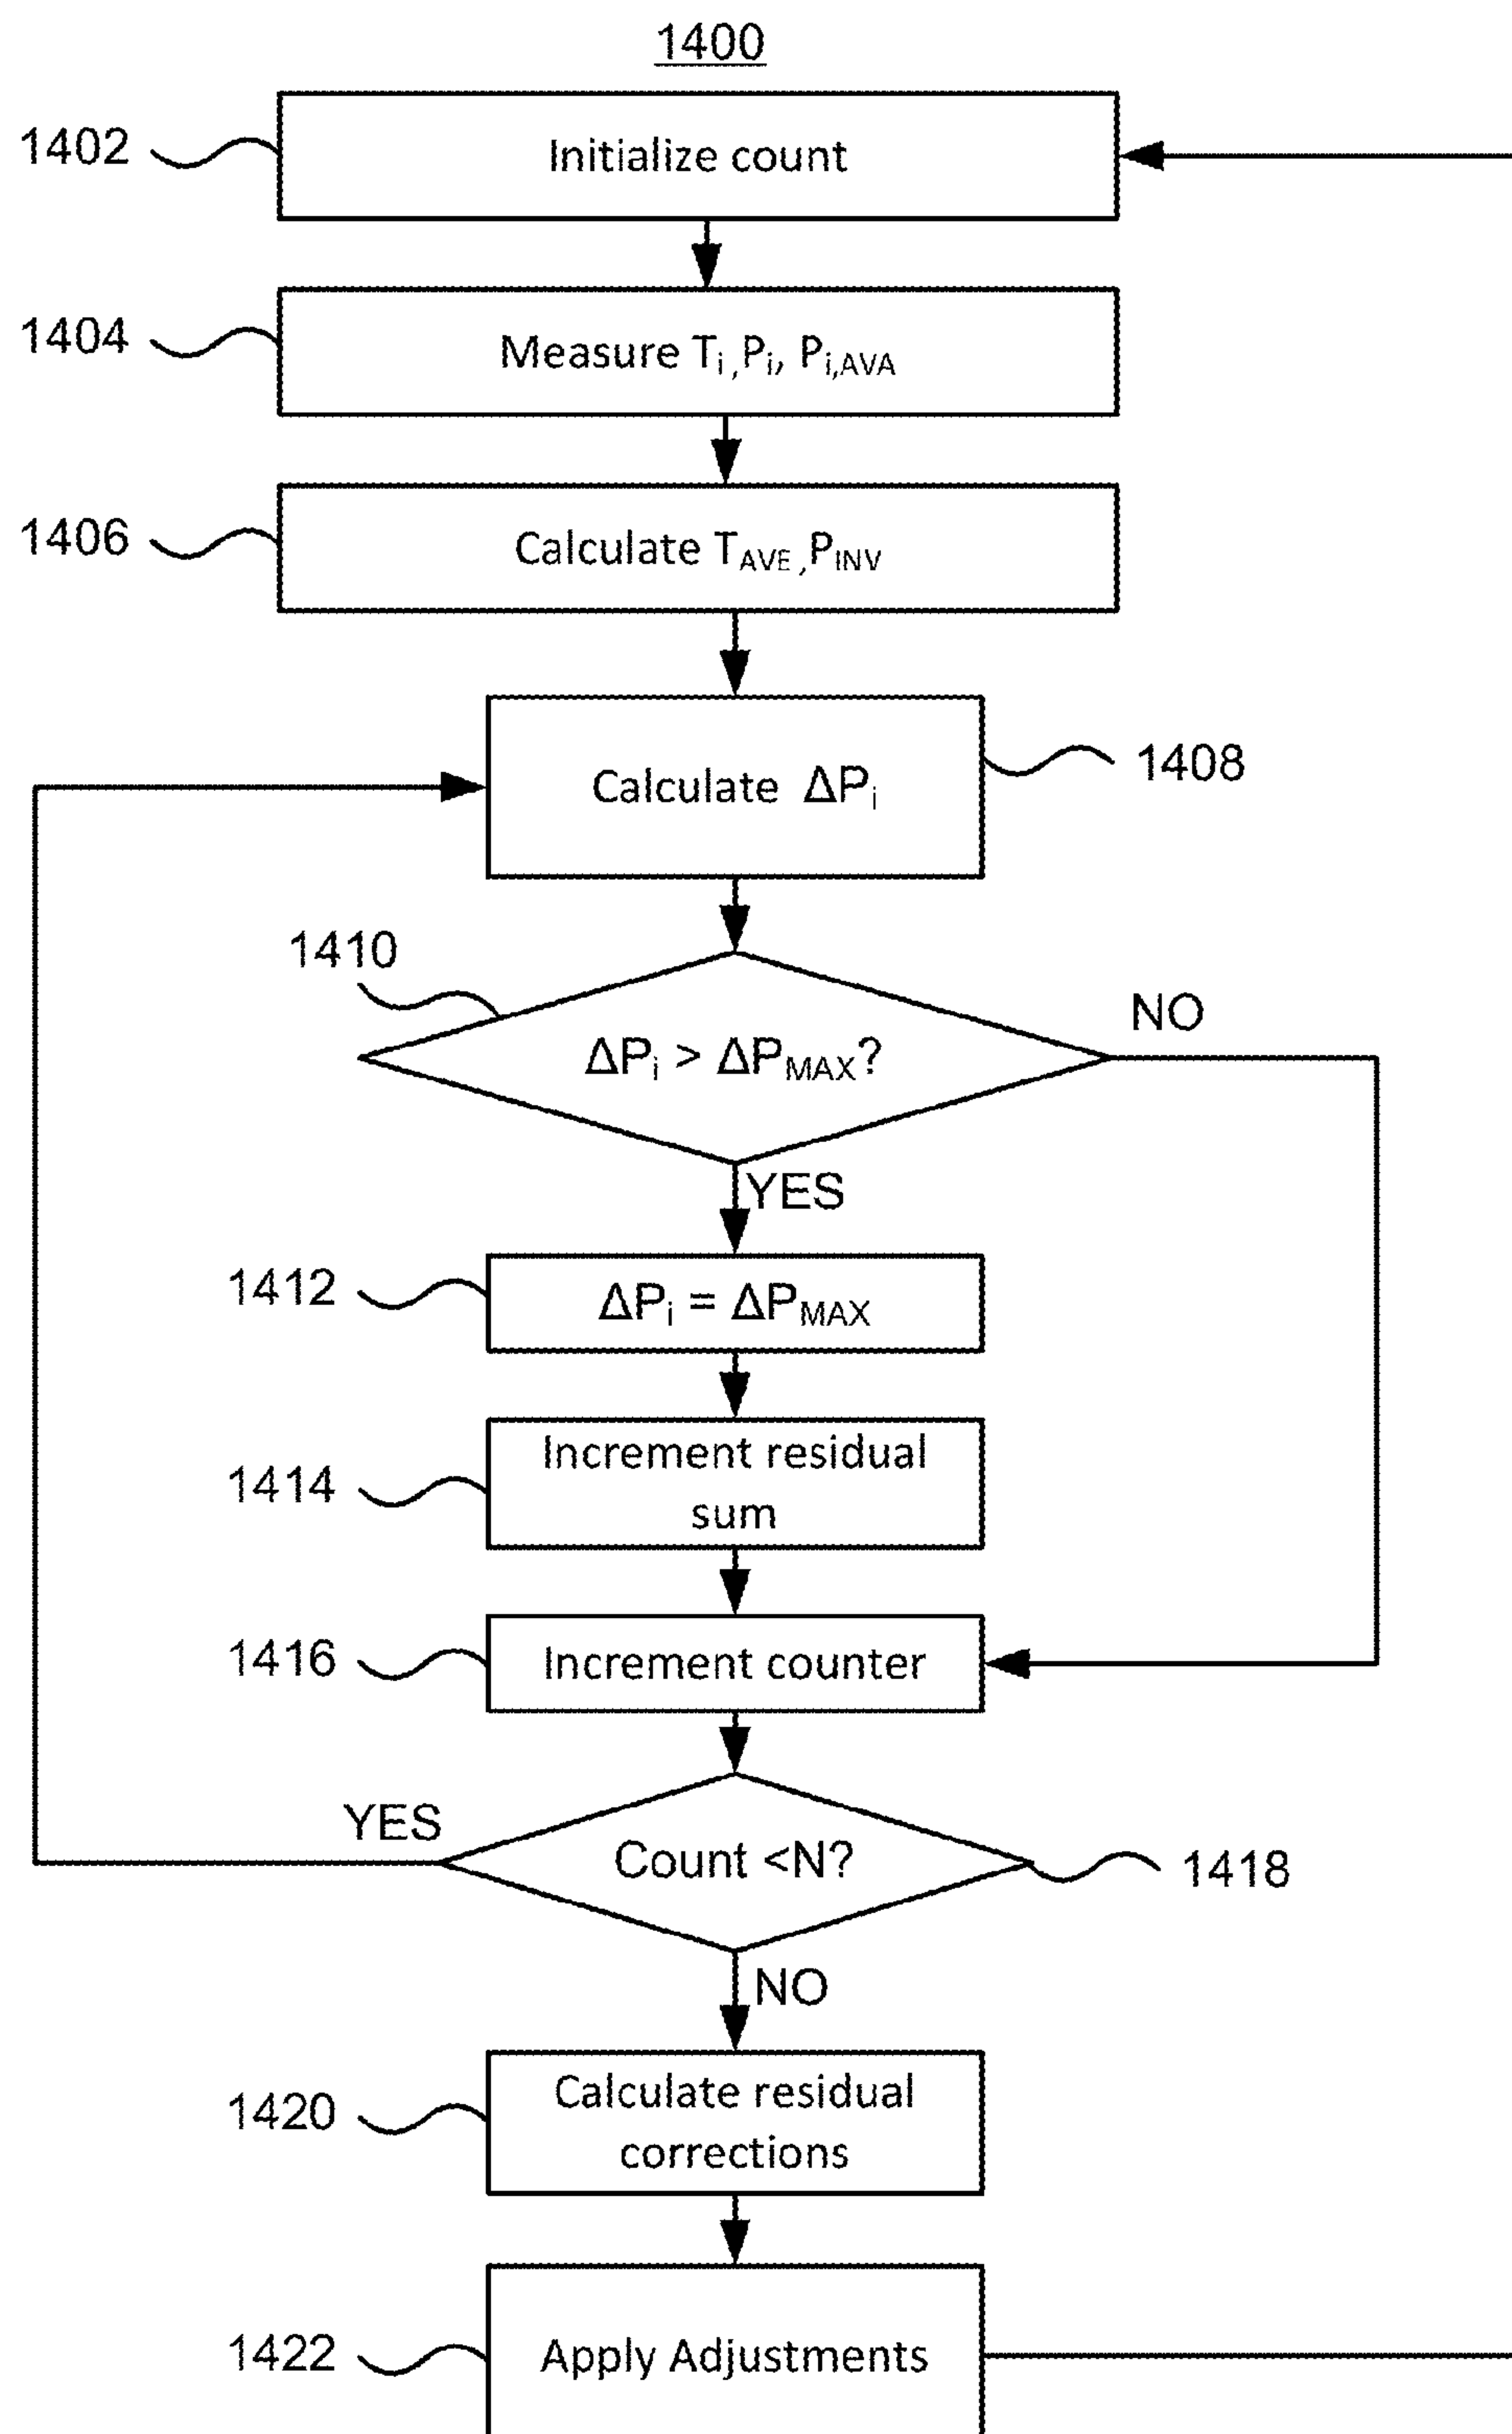 1400
1402
Initialize count
1404
Measure Ti, Pi, Pi,AVA
1406
Calculate TAVE, PINV
Calculate ΔPi
1408
1410
NO
ΔPi > ΔPMAX?
YES
1412
ΔPi = ΔPMAX
1414
Increment residual
sum
1416
Increment counter
YES
Count <N?
1418
NO
1420
Calculate residual
corrections
1422
Apply Adjustments